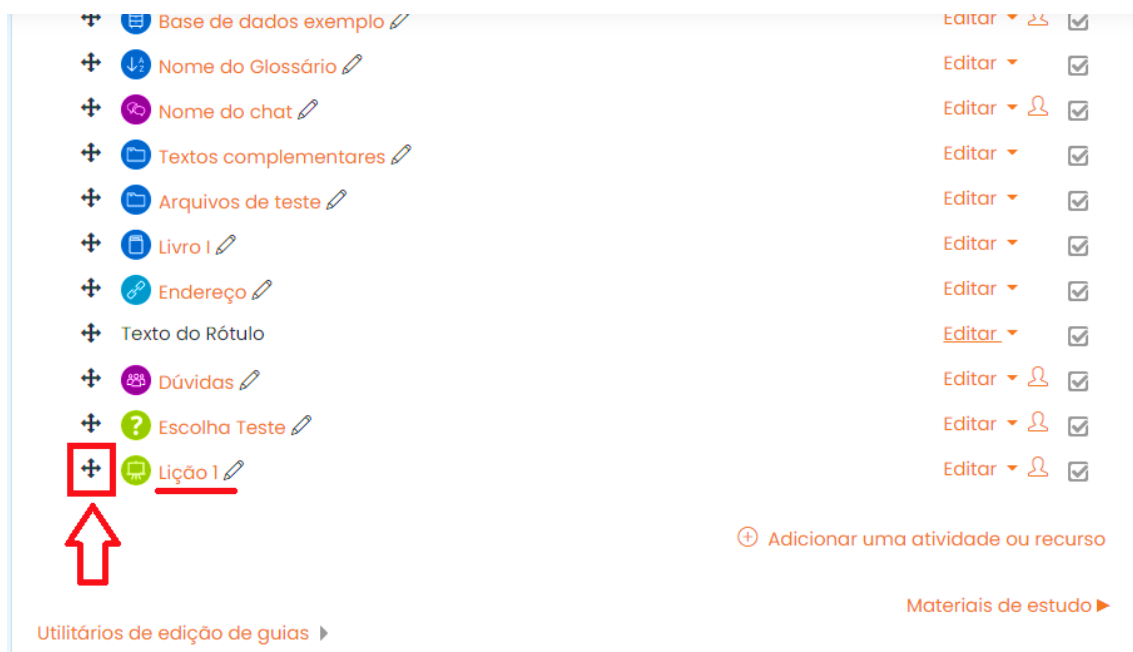 Base de dados exemplo Editar
Nome do Glossário Editar
Nome do chat Editar
Textos complementares Editar
Arquivos de teste Editar
Livro I Editar
Endereço Editar
Texto do Rótulo Editar
Dúvidas Editar
Escolha Teste Editar
Lição 1 Editar
Adicionar uma atividade ou recurso
Materiais de estudo
Utilitários de edição de guias